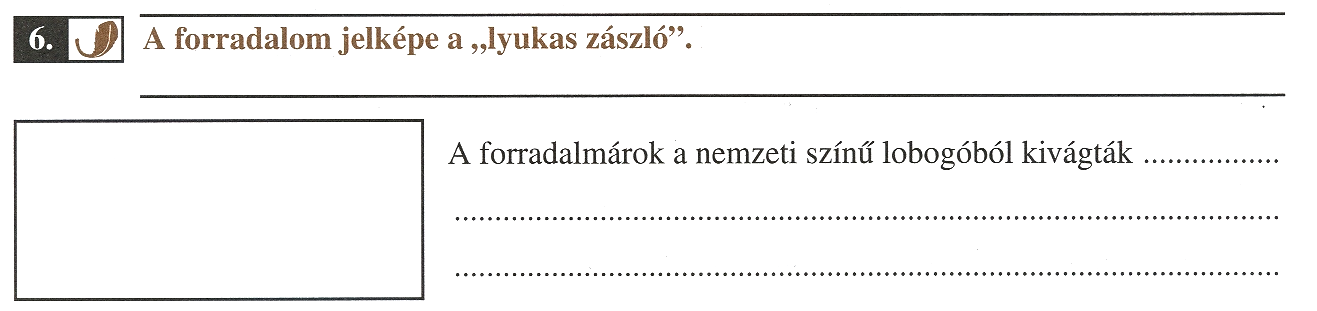 6. A forradalom jelképe a „lyukas zászló”.
A forradalmárok a nemzeti színű lobogóból kivágták .................
.......................................................................................................
.......................................................................................................